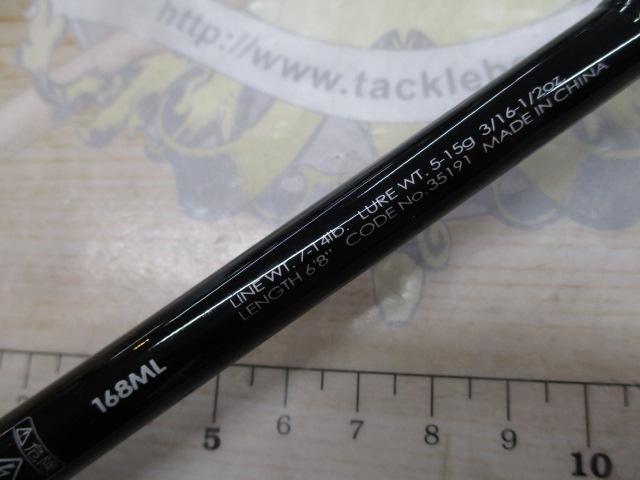 http://www.tackleb
LINE WT. 7-14lb. LURE WT. 5-15g 3/16-1/2oz.
LENGTH 6'8" CODE No.35191 MADE IN CHINA
168ML
5 6 7 8 9 10